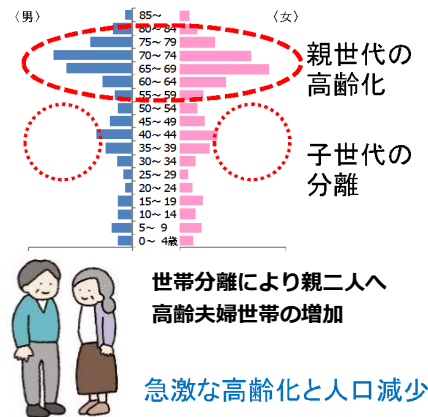 〈男〉
〈女〉
85～
80～ 84
75～ 79
70～ 74
65～ 69
60～ 64
55～ 59
50～ 54
45～ 49
40～ 44
35～ 39
30～ 34
25～ 29
20～ 24
15～ 19
10～ 14
5～ 9
0～ 4歳
親世代の
高齢化
子世代の
分離
世帯分離により親二人へ
高齢夫婦世帯の増加
急激な高齢化と人口減少